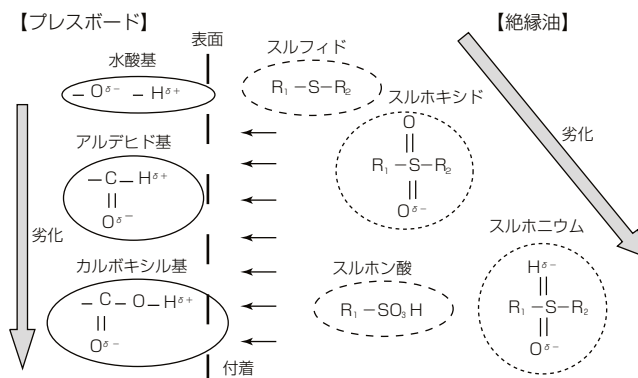 【プレスボード】
表面
【絶縁油】
水酸基
− O^δ− − H^δ+
スルフィド
R₁ −S−R₂
スルホキシド
O
||
R₁ −S−R₂
||
O^δ−
劣化
アルデヒド基
−C− H^δ+
||
O^δ−
劣化
カルボキシル基
− C − O −H^δ+
||
O^δ−
スルホン酸
R₁ −SO₃ H
スルホニウム
H^δ−
||
R₁ −S−R₂
||
O^δ−
付着